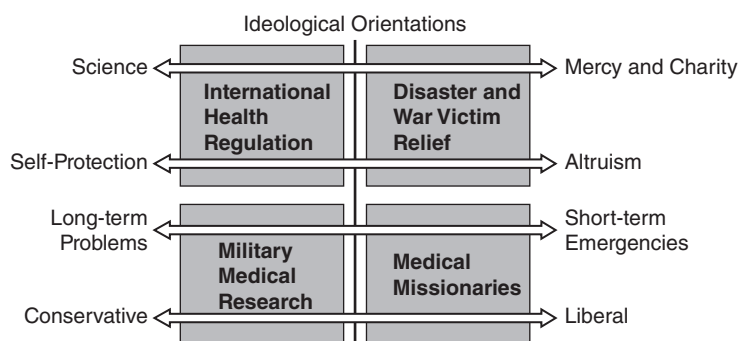 Ideological Orientations
Science
Mercy and Charity
International
Health
Regulation
Disaster and
War Victim
Relief
Self-Protection
Altruism
Long-term
Problems
Short-term
Emergencies
Military
Medical
Research
Medical
Missionaries
Conservative
Liberal